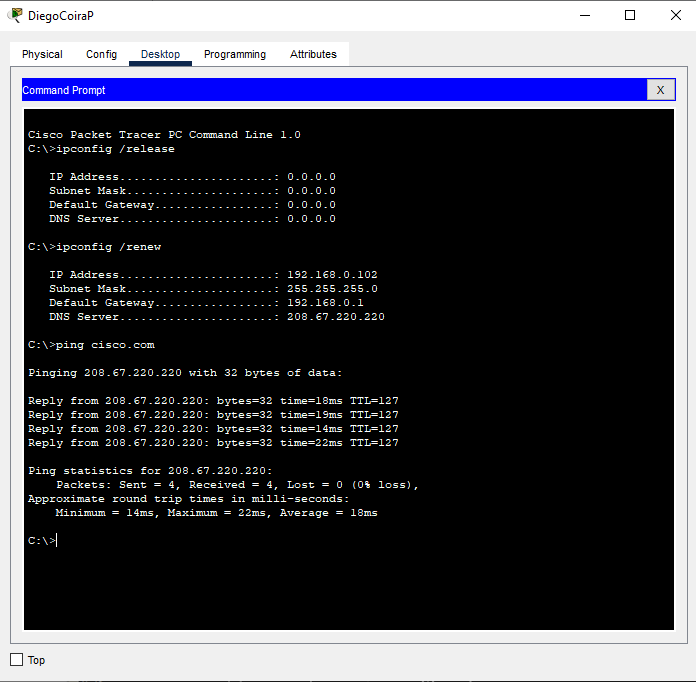 DiegoCoiraP
Physical Config Desktop Programming Attributes
Command Prompt X
Cisco Packet Tracer PC Command Line 1.0
C:\>ipconfig /release
IP Address......................: 0.0.0.0
Subnet Mask.....................: 0.0.0.0
Default Gateway.................: 0.0.0.0
DNS Server......................: 0.0.0.0
C:\>ipconfig /renew
IP Address......................: 192.168.0.102
Subnet Mask.....................: 255.255.255.0
Default Gateway.................: 192.168.0.1
DNS Server......................: 208.67.220.220
C:\>ping cisco.com
Pinging 208.67.220.220 with 32 bytes of data:
Reply from 208.67.220.220: bytes=32 time=18ms TTL=127
Reply from 208.67.220.220: bytes=32 time=19ms TTL=127
Reply from 208.67.220.220: bytes=32 time=14ms TTL=127
Reply from 208.67.220.220: bytes=32 time=22ms TTL=127
Ping statistics for 208.67.220.220:
Packets: Sent = 4, Received = 4, Lost = 0 (0% loss),
Approximate round trip times in milli-seconds:
Minimum = 14ms, Maximum = 22ms, Average = 18ms
C:\>
Top